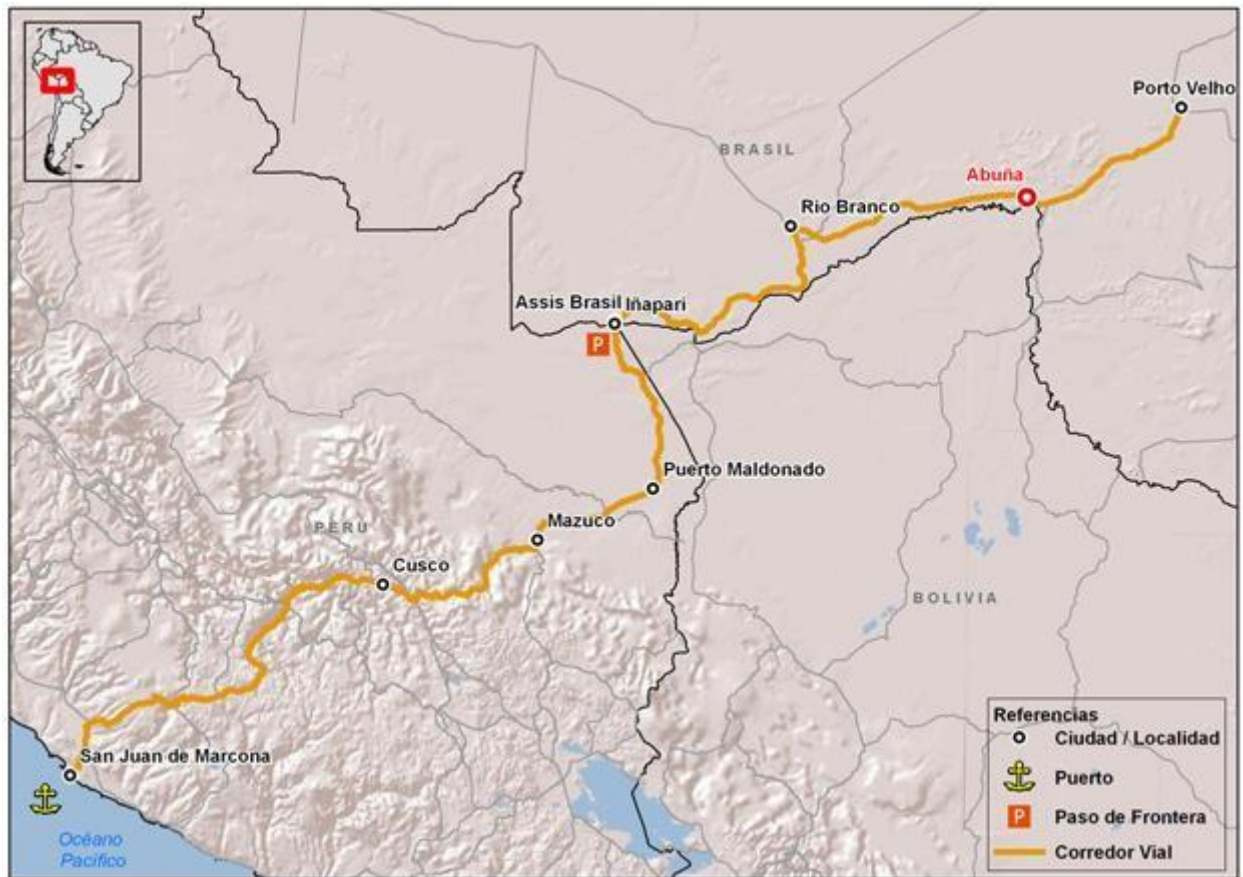 Porto Velho
BRASIL
Abuña
Rio Branco
Assis Brasil Iñapari
P
Puerto Maldonado
Mazuco
PERU
Cusco
BOLIVIA
San Juan de Marcona
Océano
Pacífico
Referencias
Ciudad / Localidad
Puerto
P Paso de Frontera
Corredor Vial